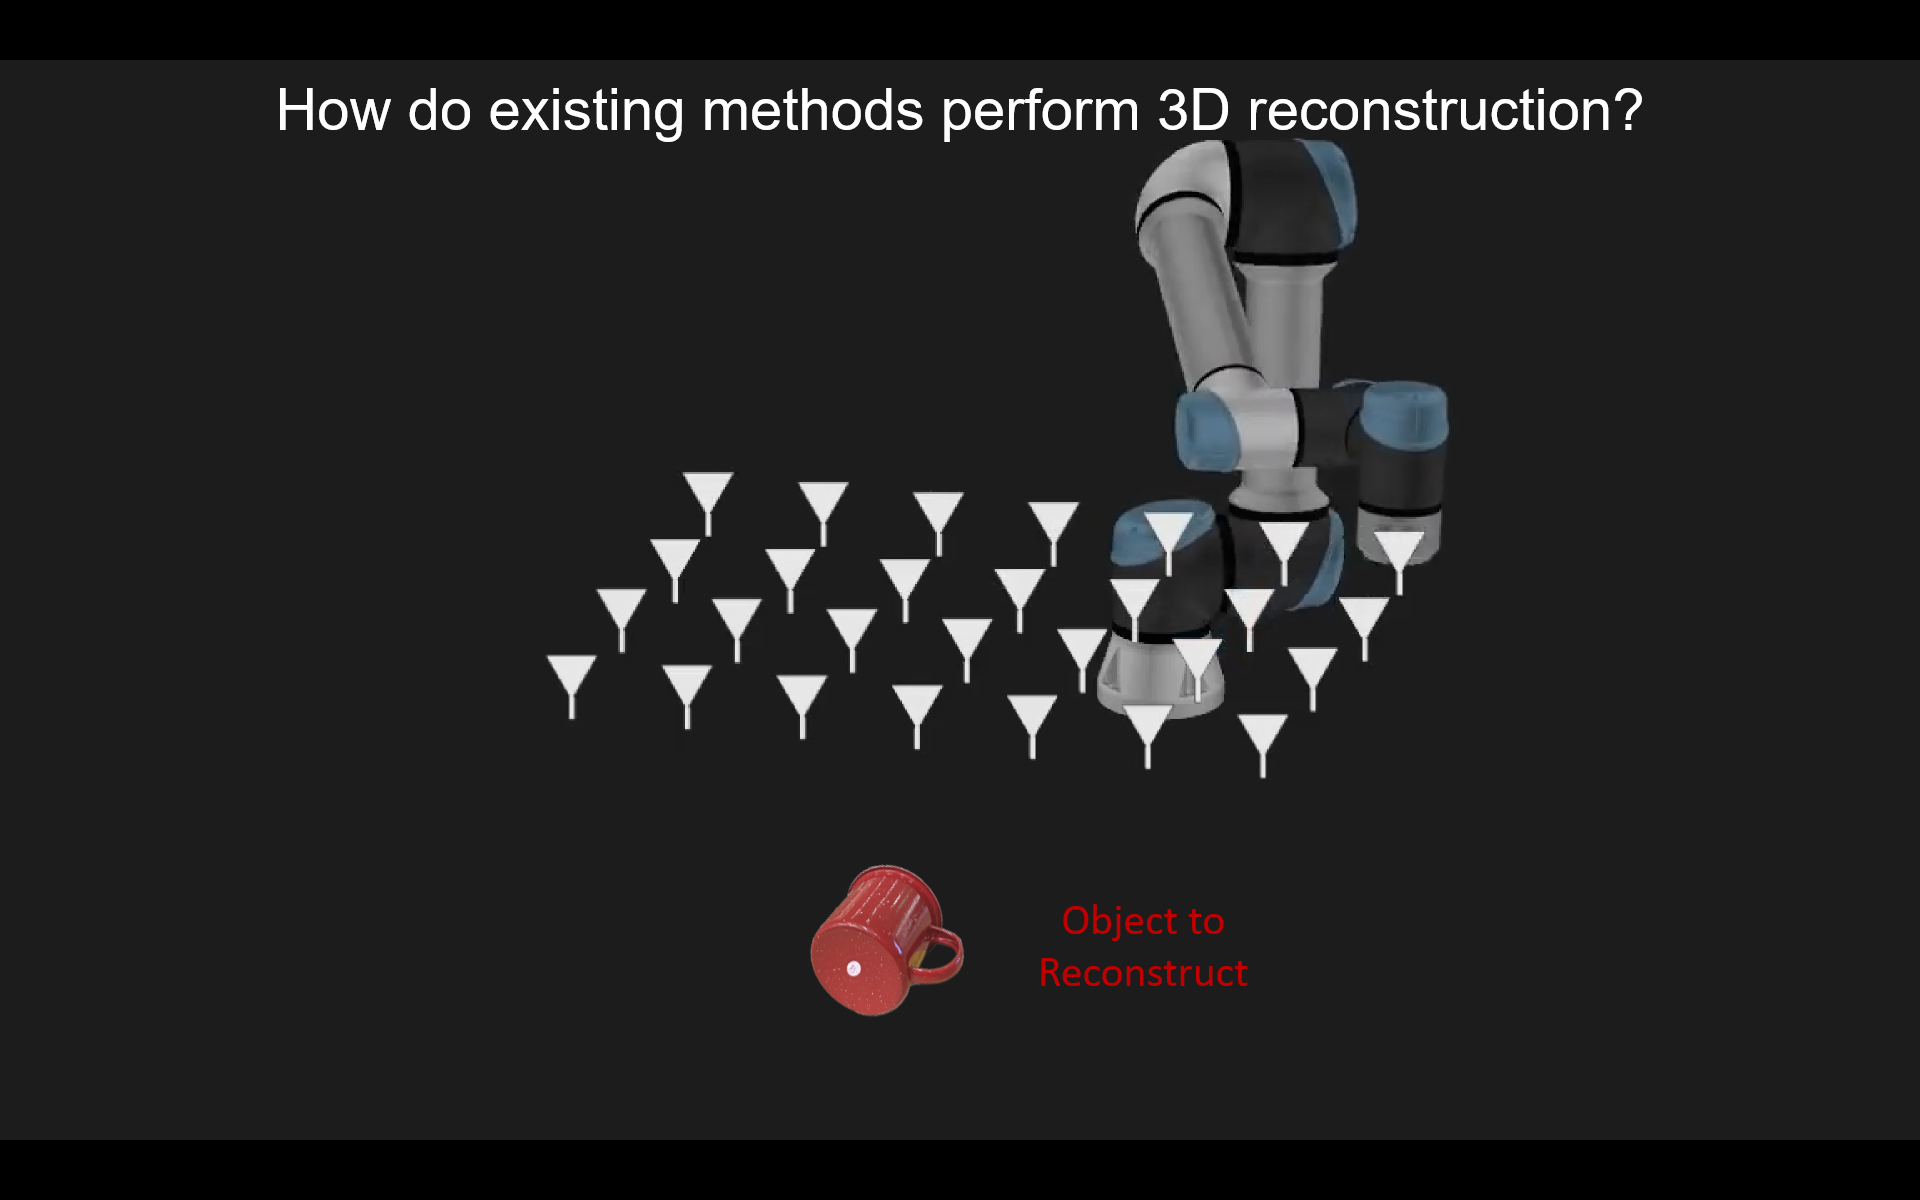 How do existing methods perform 3D reconstruction?
Object to
Reconstruct